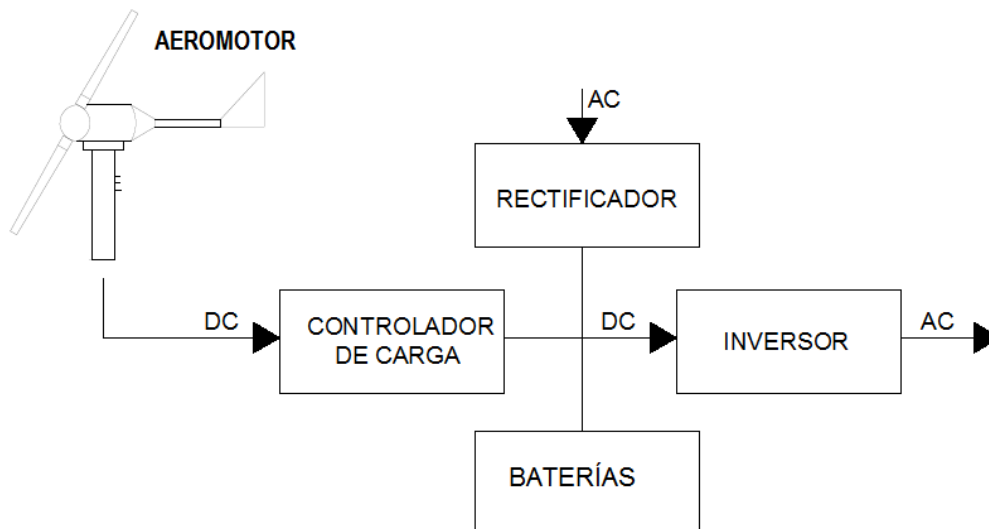 AEROMOTOR
AC
RECTIFICADOR
DC
CONTROLADOR
DE CARGA
DC
INVERSOR
AC
BATERÍAS